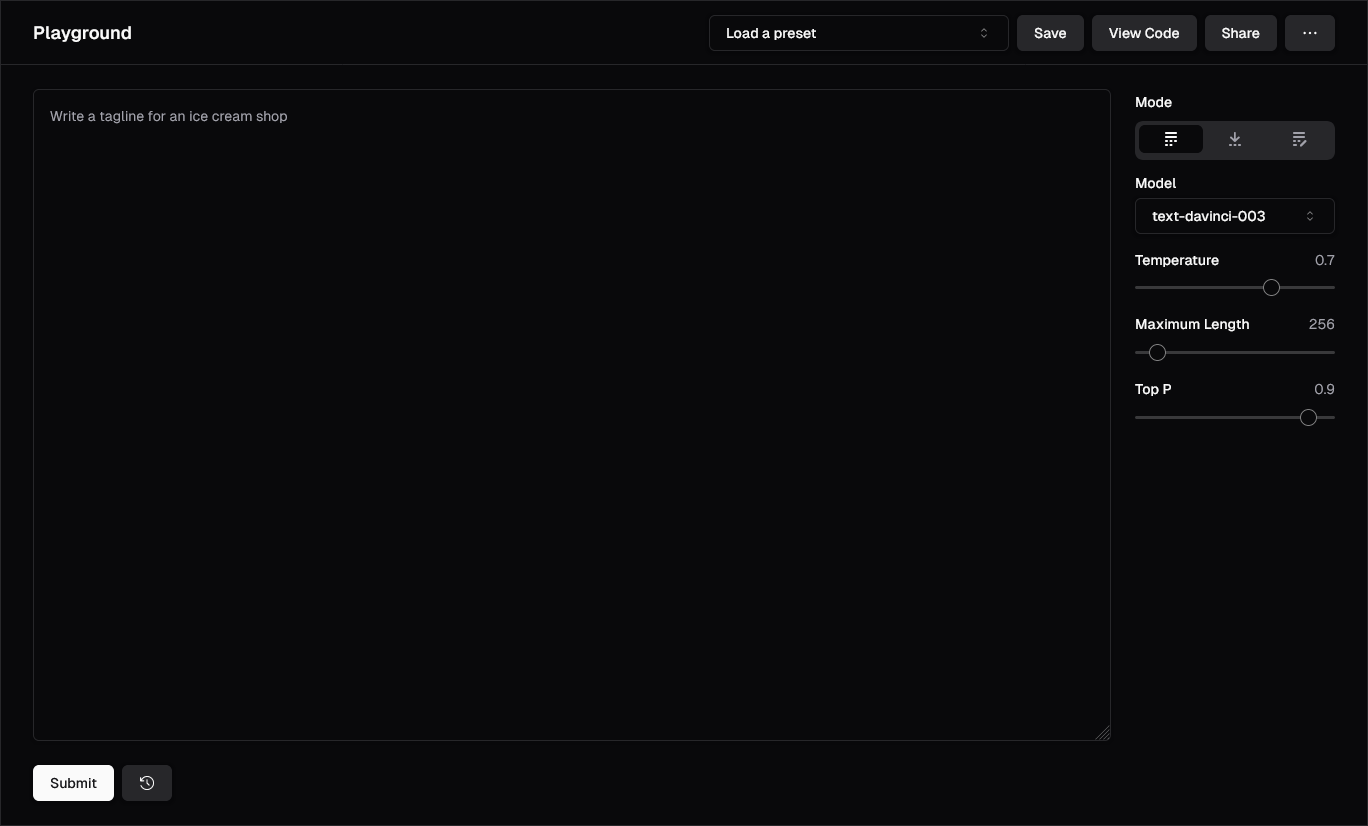 Playground
Load a preset
Save
View Code
Share
Write a tagline for an ice cream shop
Mode
Model
text-davinci-003
Temperature 0.7
Maximum Length 256
Top P 0.9
Submit